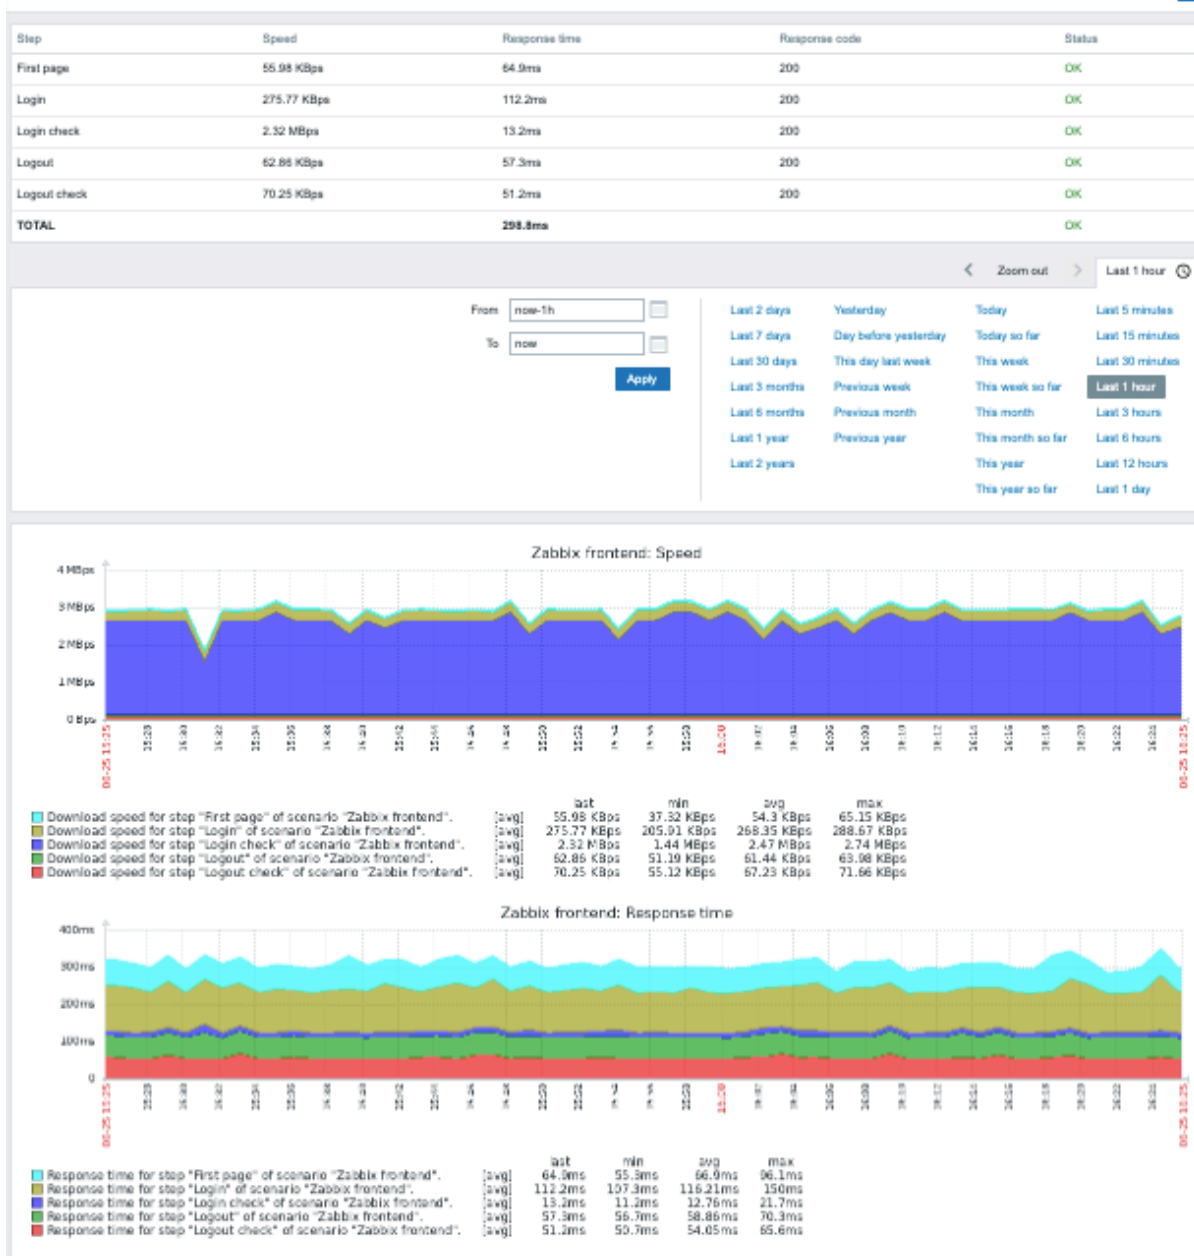 Step Speed Response time Response code Status
First page 55.98 KBps 64.9ms 200 OK
Login 275.77 KBps 112.2ms 200 OK
Login check 2.32 MBps 13.2ms 200 OK
Logout 62.86 KBps 57.3ms 200 OK
Logout check 70.25 KBps 51.2ms 200 OK
TOTAL 298.8ms OK
Zoom out Last 1 hour
From now-1h
To now
Apply
Last 2 days Yesterday Today Last 5 minutes
Last 7 days Day before yesterday Today so far Last 15 minutes
Last 30 days This day last week This week Last 30 minutes
Last 3 months Previous week This week so far Last 1 hour
Last 6 months Previous month This month Last 3 hours
Last 1 year Previous year This month so far Last 6 hours
Last 2 years This year Last 12 hours
This year so far Last 1 day
Zabbix frontend: Speed
4 MBps
3 MBps
2 MBps
1 MBps
0 Bps
last min avg max
Download speed for step "First page" of scenario "Zabbix frontend". [avg] 55.98 KBps 37.32 KBps 54.3 KBps 65.15 KBps
Download speed for step "Login" of scenario "Zabbix frontend". [avg] 275.77 KBps 205.91 KBps 268.35 KBps 288.67 KBps
Download speed for step "Login check" of scenario "Zabbix frontend". [avg] 2.32 MBps 1.44 MBps 2.47 MBps 2.74 MBps
Download speed for step "Logout" of scenario "Zabbix frontend". [avg] 62.86 KBps 51.19 KBps 61.44 KBps 63.98 KBps
Download speed for step "Logout check" of scenario "Zabbix frontend". [avg] 70.25 KBps 55.12 KBps 67.23 KBps 71.66 KBps
Zabbix frontend: Response time
400ms
300ms
200ms
100ms
0
last min avg max
Response time for step "First page" of scenario "Zabbix frontend". [avg] 64.9ms 55.3ms 66.9ms 96.1ms
Response time for step "Login" of scenario "Zabbix frontend". [avg] 112.2ms 107.3ms 116.21ms 150ms
Response time for step "Login check" of scenario "Zabbix frontend". [avg] 13.2ms 11.2ms 12.76ms 21.7ms
Response time for step "Logout" of scenario "Zabbix frontend". [avg] 57.3ms 56.7ms 58.86ms 70.3ms
Response time for step "Logout check" of scenario "Zabbix frontend". [avg] 51.2ms 50.7ms 54.05ms 65.6ms